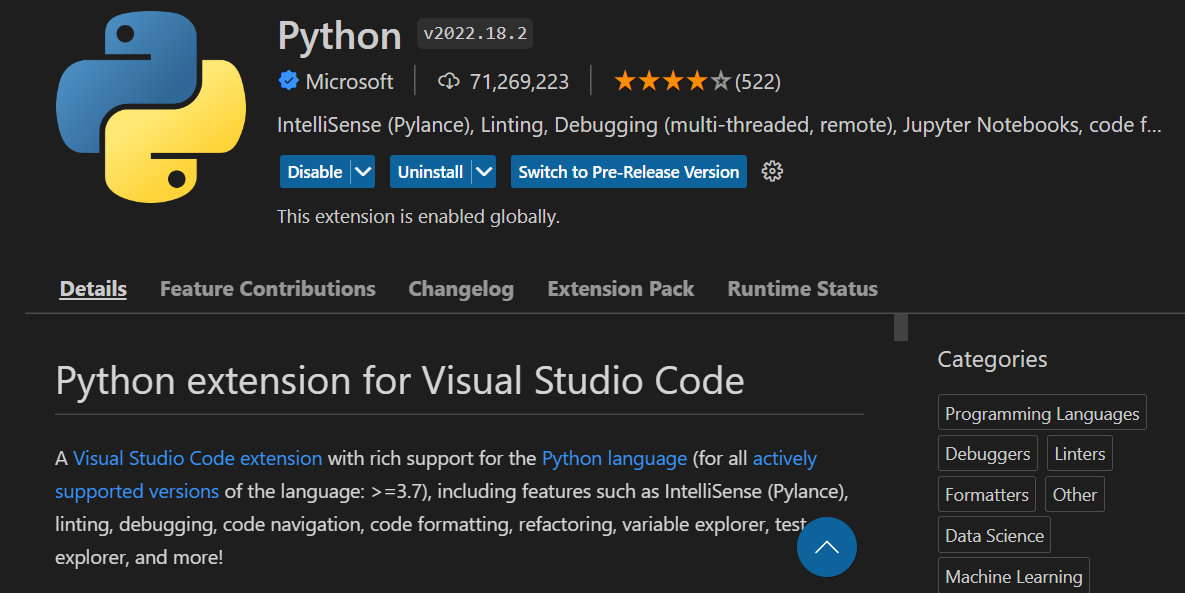 Python v2022.18.2
Microsoft 71,269,223 (522)
IntelliSense (Pylance), Linting, Debugging (multi-threaded, remote), Jupyter Notebooks, code f...
Disable Uninstall Switch to Pre-Release Version
This extension is enabled globally.
Details Feature Contributions Changelog Extension Pack Runtime Status
Python extension for Visual Studio Code
A Visual Studio Code extension with rich support for the Python language (for all actively
supported versions of the language: >=3.7), including features such as IntelliSense (Pylance),
linting, debugging, code navigation, code formatting, refactoring, variable explorer, test
explorer, and more!
Categories
Programming Languages
Debuggers Linters
Formatters Other
Data Science
Machine Learning